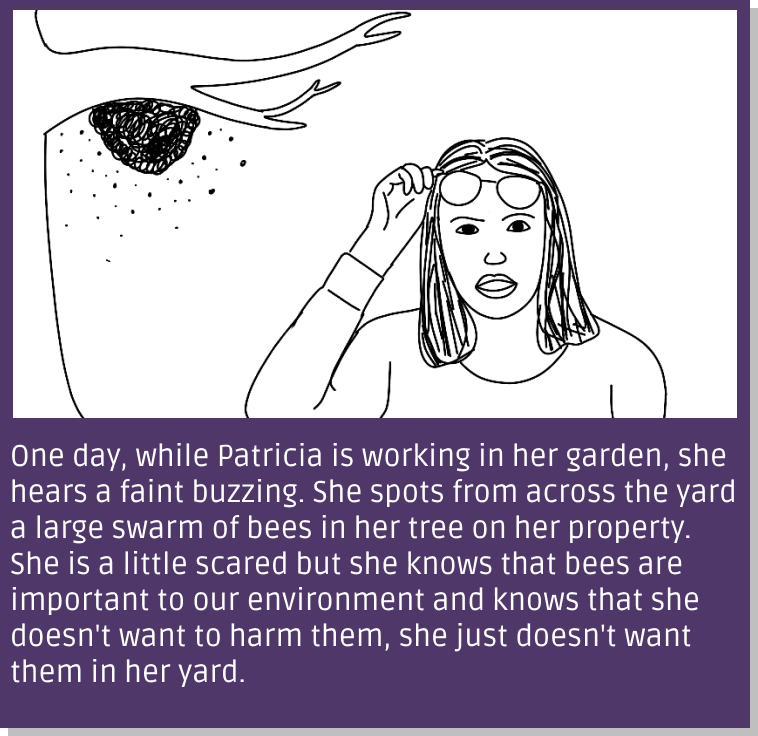 One day, while Patricia is working in her garden, she
hears a faint buzzing. She spots from across the yard
a large swarm of bees in her tree on her property.
She is a little scared but she knows that bees are
important to our environment and knows that she
doesn't want to harm them, she just doesn't want
them in her yard.